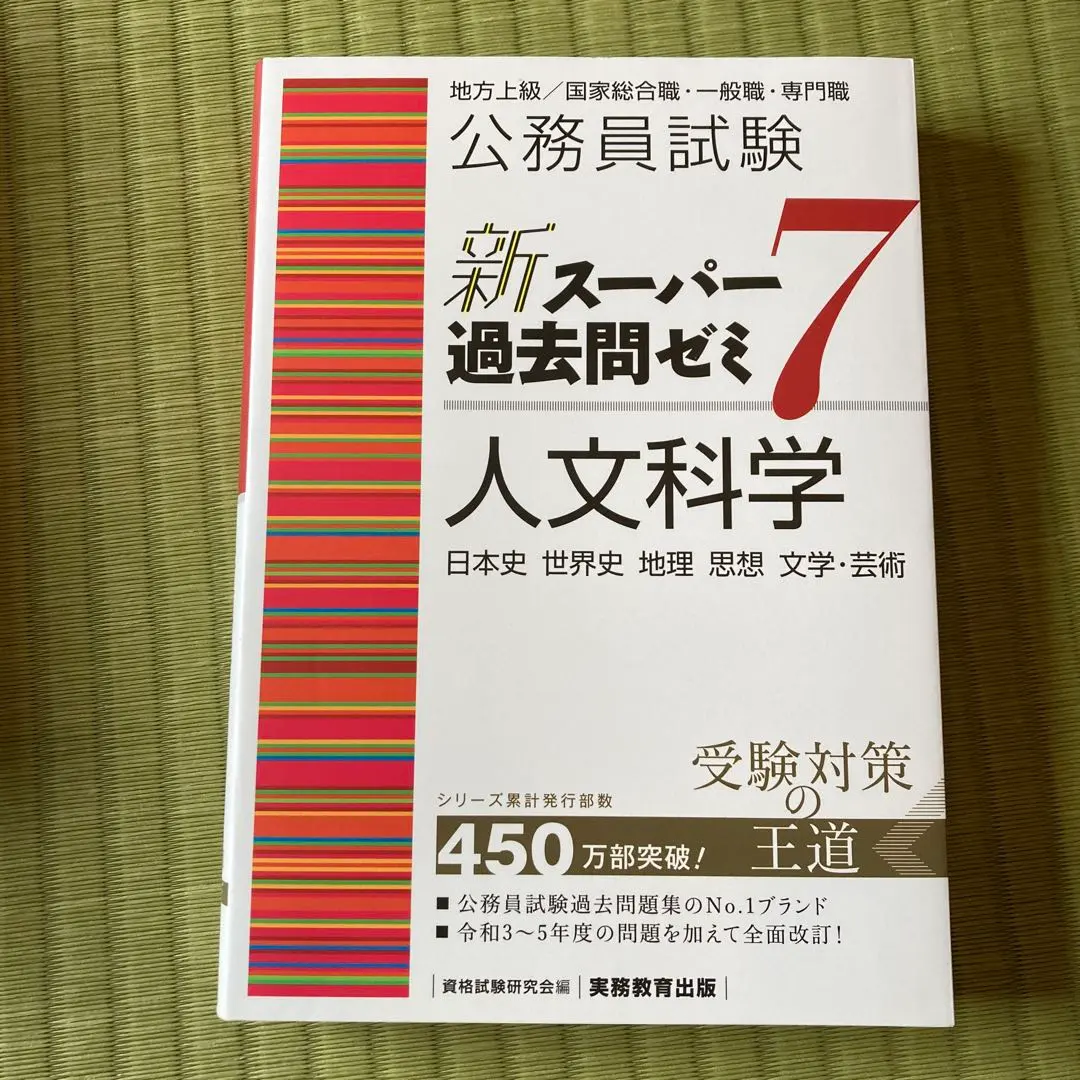 地方上級／国家総合職・一般職・専門職
公務員試験
新スーパー
過去問ゼミ7
人文科学
日本史 世界史 地理 思想 文学・芸術
受験対策
の
王道
シリーズ累計発行部数
450万部突破！
■ 公務員試験過去問題集のNo.1ブランド
■ 令和3～5年度の問題を加えて全面改訂！
|資格試験研究会編|実務教育出版|